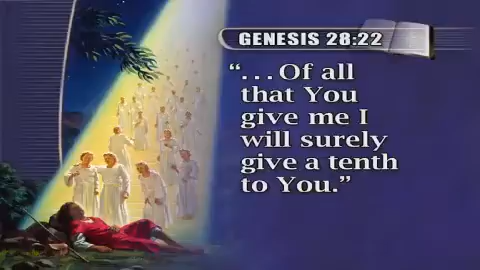 GENESIS 28:22
“...Of all
that You
give me I
will surely
give a tenth
to You.”